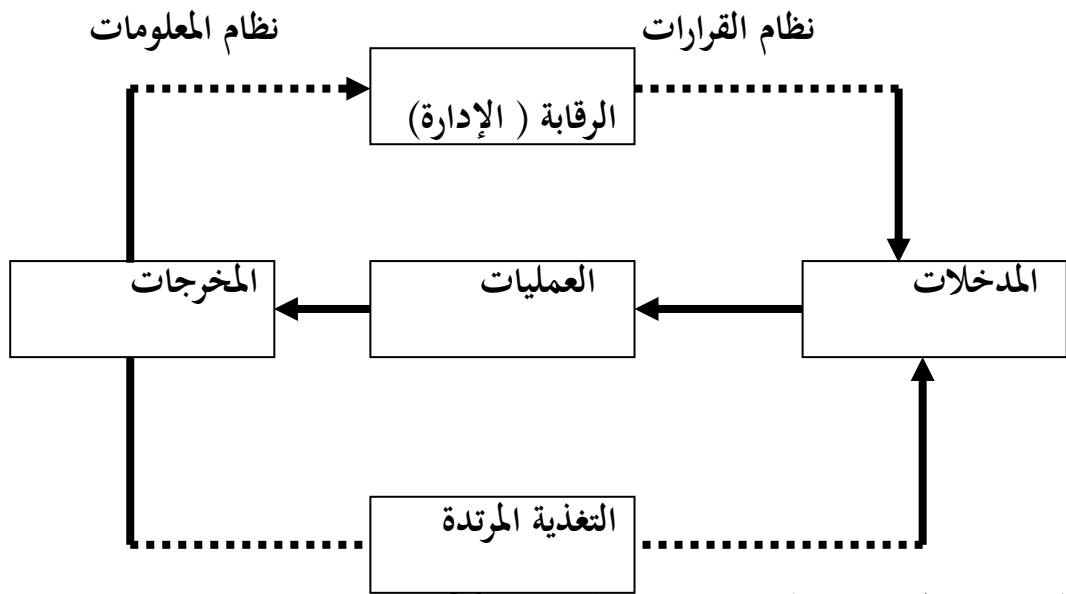 نظام القرارات
نظام المعلومات
الرقابة ( الإدارة)
المدخلات
العمليات
المخرجات
التغذية المرتدة